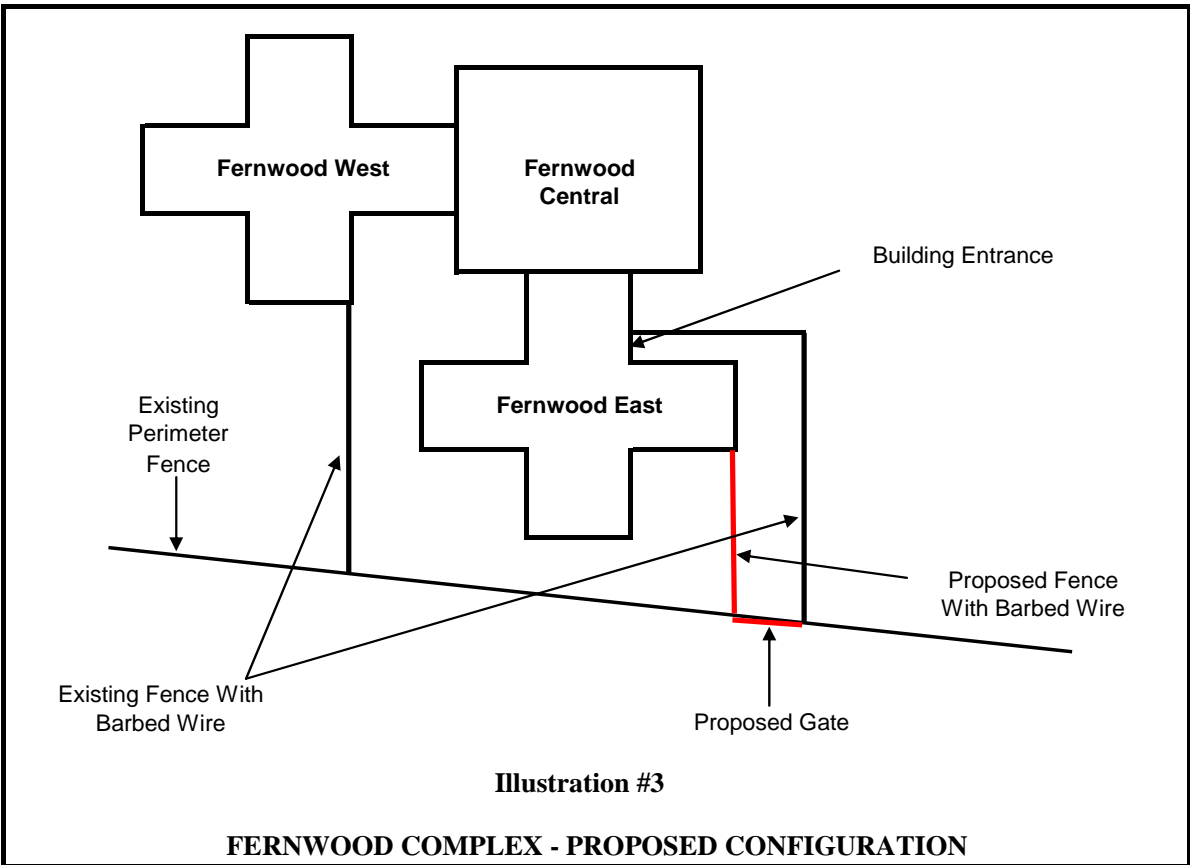 Fernwood West
Fernwood
Central
Building Entrance
Fernwood East
Existing
Perimeter
Fence
Proposed Fence
With Barbed Wire
Existing Fence With
Barbed Wire
Proposed Gate
Illustration #3
FERNWOOD COMPLEX - PROPOSED CONFIGURATION